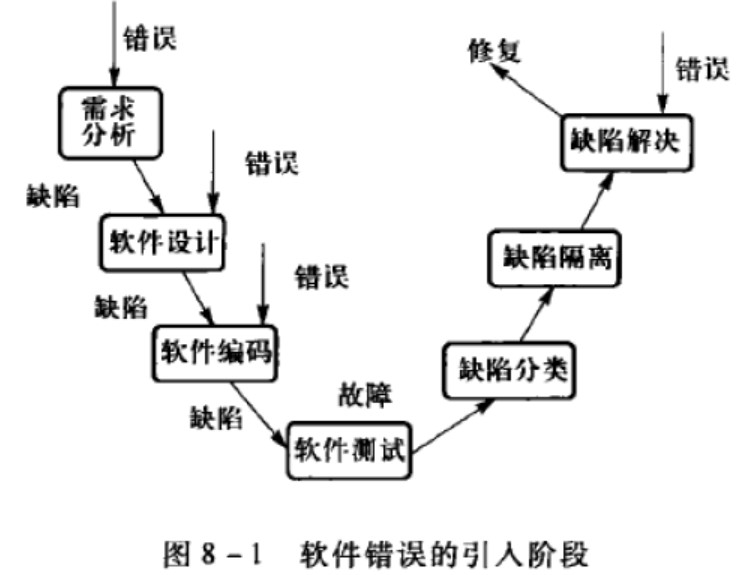 错误
需求
分析
缺陷
错误
软件设计
缺陷
错误
软件编码
缺陷
故障
软件测试
缺陷分类
缺陷隔离
缺陷解决
错误
修复
图 8-1 软件错误的引入阶段